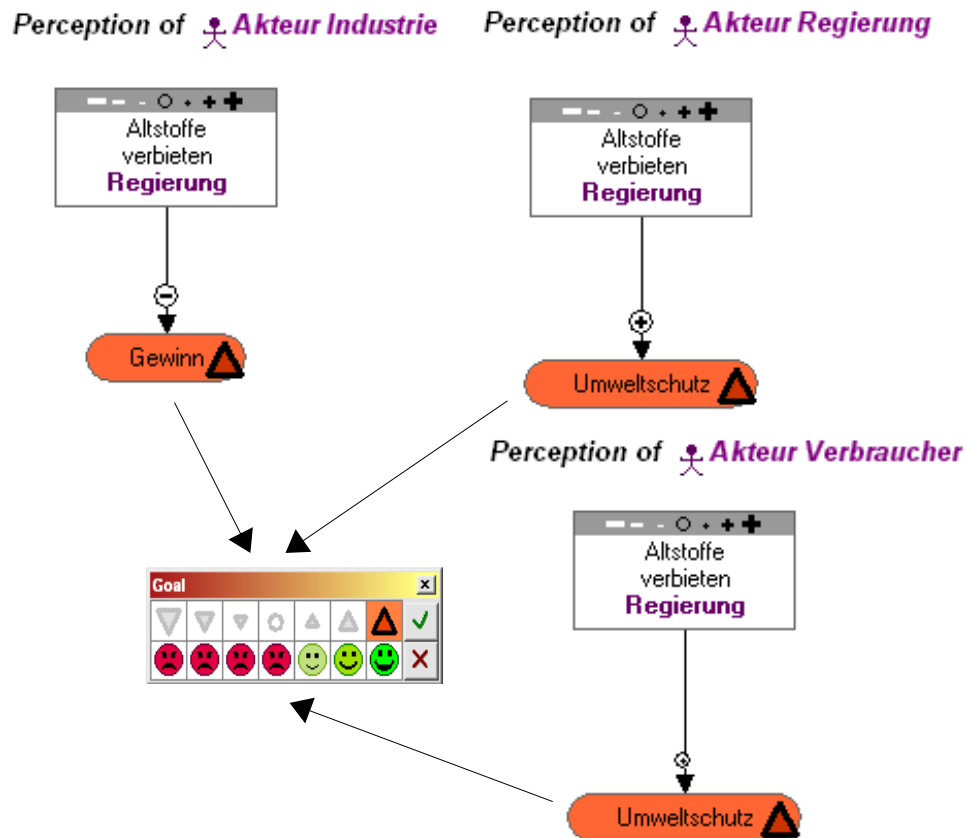 Perception of Akteur Industrie
Perception of Akteur Regierung
Altstoffe
verbieten
Regierung
Gewinn
Altstoffe
verbieten
Regierung
Umweltschutz
Perception of Akteur Verbraucher
Altstoffe
verbieten
Regierung
Umweltschutz
Goal